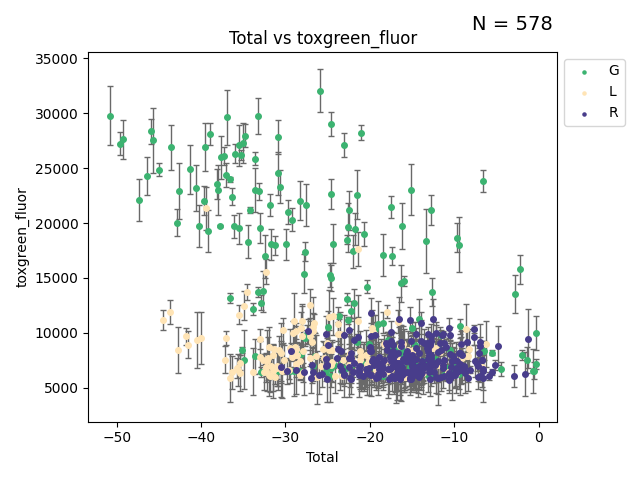 N = 578
Total vs toxgreen_fluor
35000
30000
25000
20000
15000
10000
5000
toxgreen_fluor
−50 −40 −30 −20 −10 0
Total
G
L
R